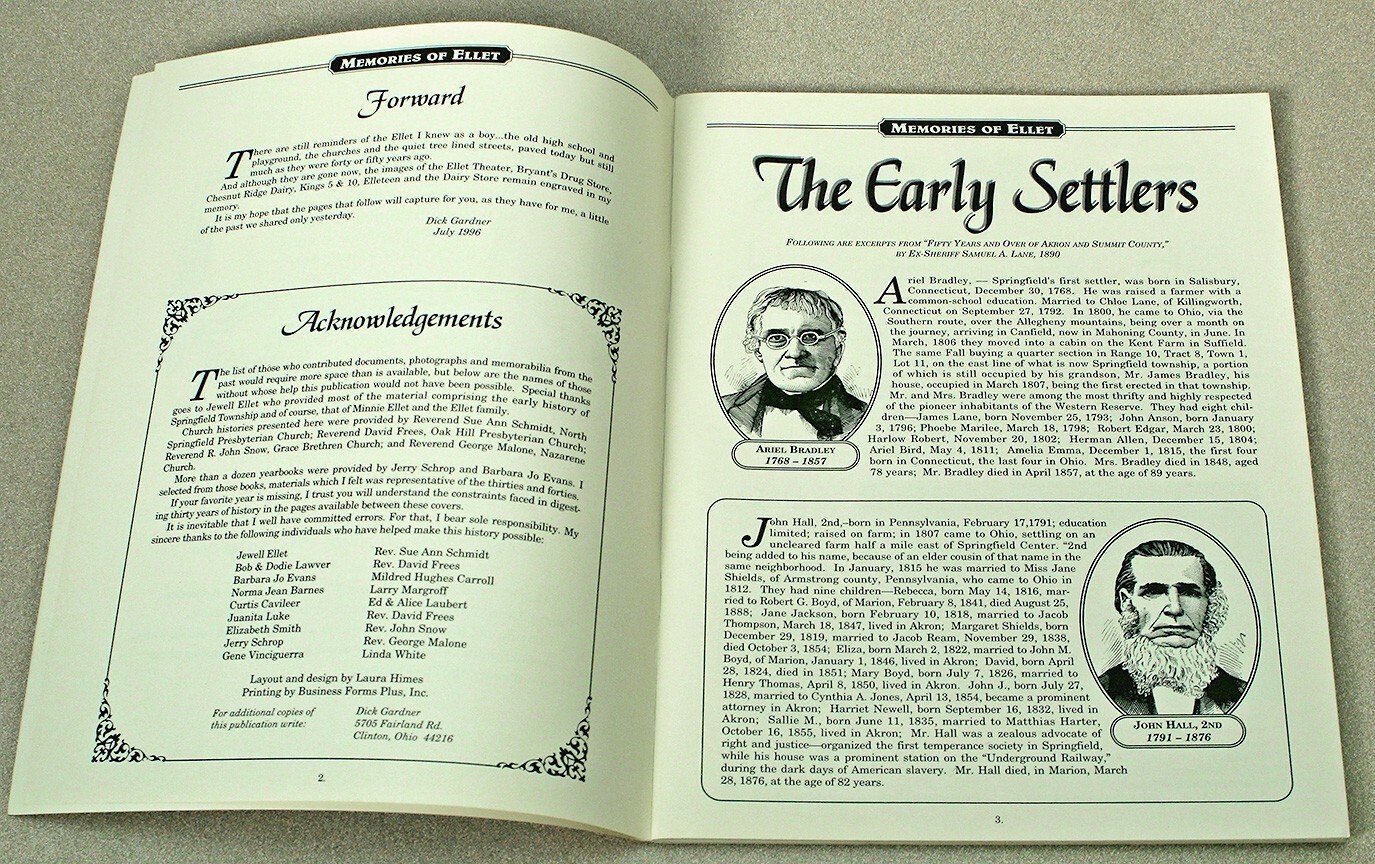 MEMORIES OF ELLET
Forward
There are still reminders of the Ellet I knew as a boy...the old high school and
playground, the churches and the quiet tree lined streets, paved today but still
much as they were forty or fifty years ago.
And although they are gone now, the images of the Ellet Theater, Bryant's Drug Store,
Chesnut Ridge Dairy, Kings 5 & 10, Elleteen and the Dairy Store remain engraved in my
memory.
It is my hope that the pages that follow will capture for you, as they have for me, a little
of the past we shared only yesterday.
Dick Gardner
July 1996
Acknowledgements
The list of those who contributed documents, photographs and memorabilia from the
past would require more space than is available, but below are the names of those
without whose help this publication would not have been possible. Special thanks
goes to Jewell Ellet who provided most of the material comprising the early history of
Springfield Township and of course, that of Minnie Ellet and the Ellet family.
Church histories presented here were provided by Reverend Sue Ann Schmidt, North
Springfield Presbyterian Church; Reverend David Frees, Oak Hill Presbyterian Church;
Reverend R. John Snow, Grace Brethren Church; and Reverend George Malone, Nazarene
Church.
More than a dozen yearbooks were provided by Jerry Schrop and Barbara Jo Evans. I
selected from those books, materials which I felt was representative of the thirties and forties.
If your favorite year is missing, I trust you will understand the constraints faced in digest-
ing thirty years of history in the pages available between these covers.
It is inevitable that I well have committed errors. For that, I bear sole responsibility. My
sincere thanks to the following individuals who have helped make this history possible:
Jewell Ellet
Bob & Dodie Lawver
Barbara Jo Evans
Norma Jean Barnes
Curtis Cavileer
Juanita Luke
Elizabeth Smith
Jerry Schrop
Gene Vinciguerra
Rev. Sue Ann Schmidt
Rev. David Frees
Mildred Hughes Carroll
Larry Margroff
Ed & Alice Laubert
Rev. David Frees
Rev. John Snow
Rev. George Malone
Linda White
Layout and design by Laura Himes
Printing by Business Forms Plus, Inc.
For additional copies of
this publication write:
Dick Gardner
5705 Fairland Rd.
Clinton, Ohio 44216
2.
MEMORIES OF ELLET
The Early Settlers
FOLLOWING ARE EXCERPTS FROM "FIFTY YEARS AND OVER OF AKRON AND SUMMIT COUNTY,"
BY EX-SHERIFF SAMUEL A. LANE, 1890
Ariel Bradley, — Springfield's first settler, was born in Salisbury,
Connecticut, December 30, 1768. He was raised a farmer with a
common-school education. Married to Chloe Lane, of Killingworth,
Connecticut on September 27, 1792. In 1800, he came to Ohio, via the
Southern route, over the Allegheny mountains, being over a month on
the journey, arriving in Canfield, now in Mahoning County, in June. In
March, 1806 they moved into a cabin on the Kent Farm in Suffield.
The same Fall buying a quarter section in Range 10, Tract 8, Town 1,
Lot 11, on the east line of what is now Springfield township, a portion
of which is still occupied by his grandson, Mr. James Bradley, his
house, occupied in March 1807, being the first erected in that township.
Mr. and Mrs. Bradley were among the most thrifty and highly respected
of the pioneer inhabitants of the Western Reserve. They had eight chil-
dren—James Lane, born November 25, 1793; John Anson, born January
3, 1796; Phoebe Marilee, March 18, 1798; Robert Edgar, March 23, 1800;
Harlow Robert, November 20, 1802; Herman Allen, December 15, 1804;
Ariel Bird, May 4, 1811; Amelia Emma, December 1, 1815, the first four
born in Connecticut, the last four in Ohio. Mrs. Bradley died in 1848, aged
78 years; Mr. Bradley died in April 1857, at the age of 89 years.
ARIEL BRADLEY
1768 – 1857
John Hall, 2nd,–born in Pennsylvania, February 17,1791; education
limited; raised on farm; in 1807 came to Ohio, settling on an
uncleared farm half a mile east of Springfield Center. "2nd
being added to his name, because of an elder cousin of that name in the
same neighborhood. In January, 1815 he was married to Miss Jane
Shields, of Armstrong county, Pennsylvania, who came to Ohio in
1812. They had nine children—Rebecca, born May 14, 1816, mar-
ried to Robert G. Boyd, of Marion, February 8, 1841, died August 25,
1888; Jane Jackson, born February 10, 1818, married to Jacob
Thompson, March 18, 1847, lived in Akron; Margaret Shields, born
December 29, 1819, married to Jacob Ream, November 29, 1838,
died October 3, 1854; Eliza, born March 2, 1822, married to John M.
Boyd, of Marion, January 1, 1846, lived in Akron; David, born April
28, 1824, died in 1851; Mary Boyd, born July 7, 1826, married to
Henry Thomas, April 8, 1850, lived in Akron. John J., born July 27,
1828, married to Cynthia A. Jones, April 13, 1854, became a prominent
attorney in Akron; Harriet Newell, born September 16, 1832, lived in
Akron; Sallie M., born June 11, 1835, married to Matthias Harter,
October 16, 1855, lived in Akron; Mr. Hall was a zealous advocate of
right and justice—organized the first temperance society in Springfield,
while his house was a prominent station on the "Underground Railway,"
during the dark days of American slavery. Mr. Hall died, in Marion, March
28, 1876, at the age of 82 years.
JOHN HALL, 2ND
1791 – 1876
3.